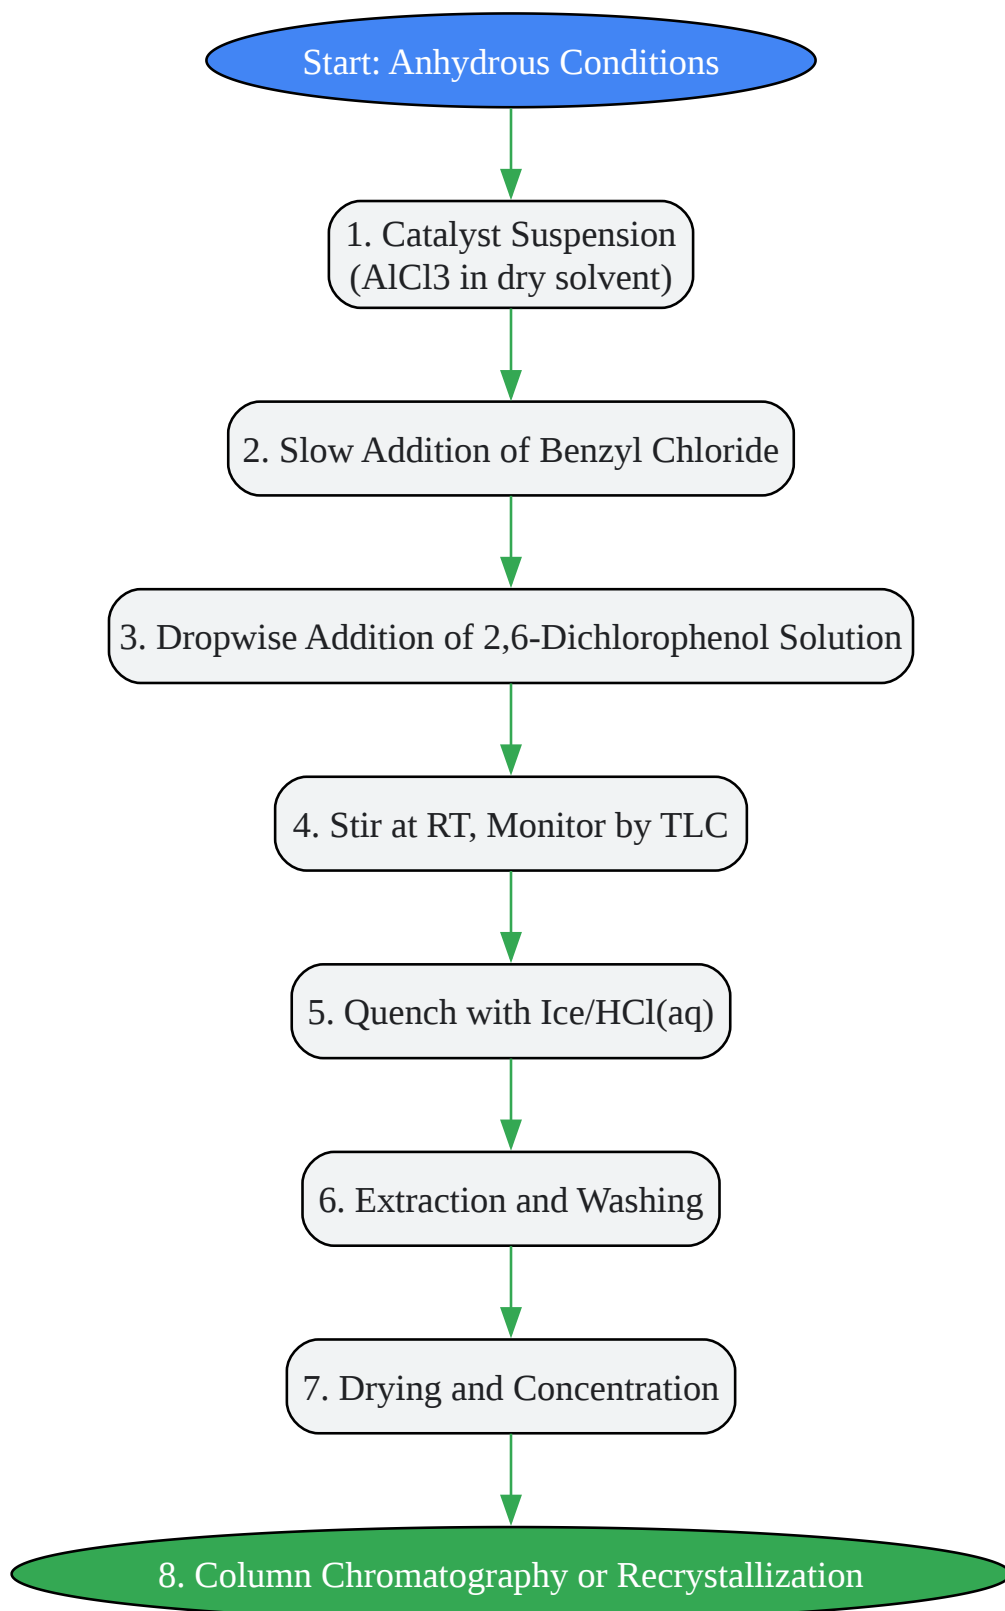 Start: Anhydrous Conditions
1. Catalyst Suspension
(AlCl3 in dry solvent)
2. Slow Addition of Benzyl Chloride
3. Dropwise Addition of 2,6-Dichlorophenol Solution
4. Stir at RT, Monitor by TLC
5. Quench with Ice/HCl(aq)
6. Extraction and Washing
7. Drying and Concentration
8. Column Chromatography or Recrystallization